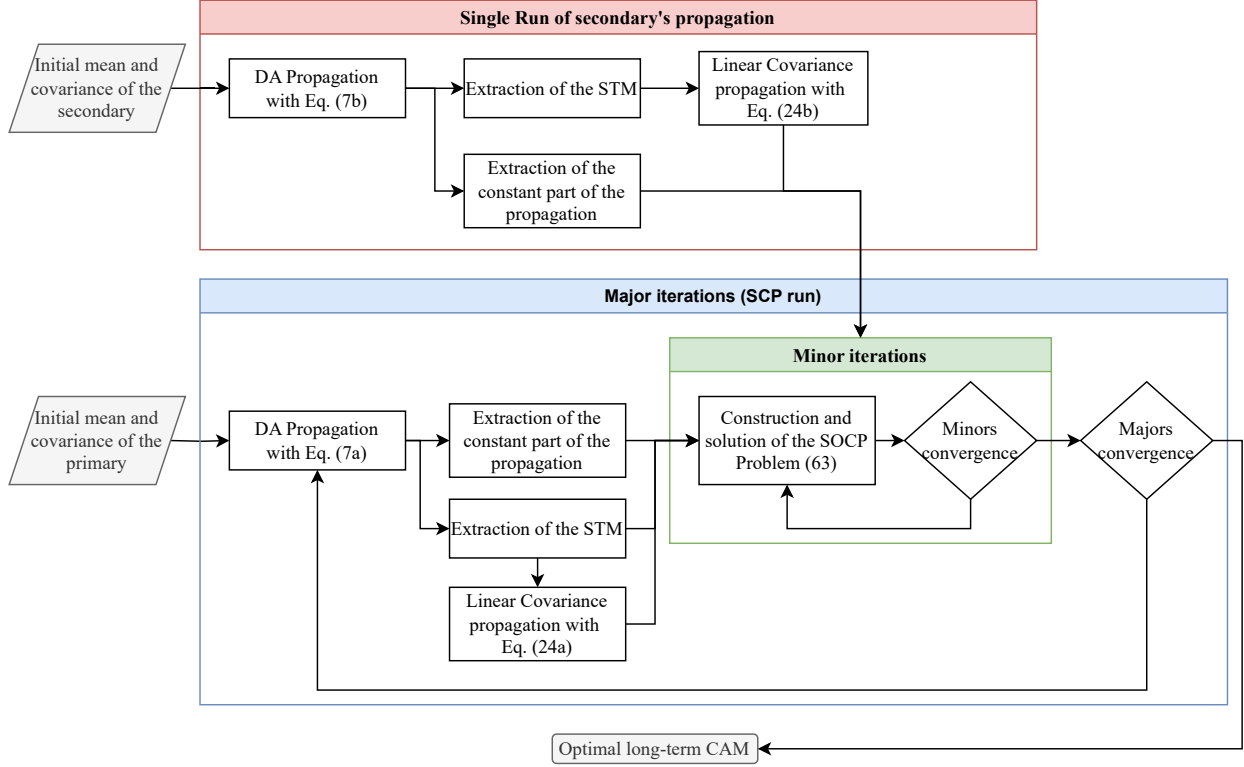 Single Run of secondary's propagation
Initial mean and
covariance of the
secondary
DA Propagation
with Eq. (7b)
Extraction of the STM
Linear Covariance
propagation with
Eq. (24b)
Extraction of the
constant part of the
propagation
Major iterations (SCP run)
Minor iterations
Initial mean and
covariance of the
primary
DA Propagation
with Eq. (7a)
Extraction of the
constant part of the
propagation
Construction and
solution of the SOCP
Problem (63)
Minors
convergence
Majors
convergence
Extraction of the STM
Linear Covariance
propagation with
Eq. (24a)
Optimal long-term CAM